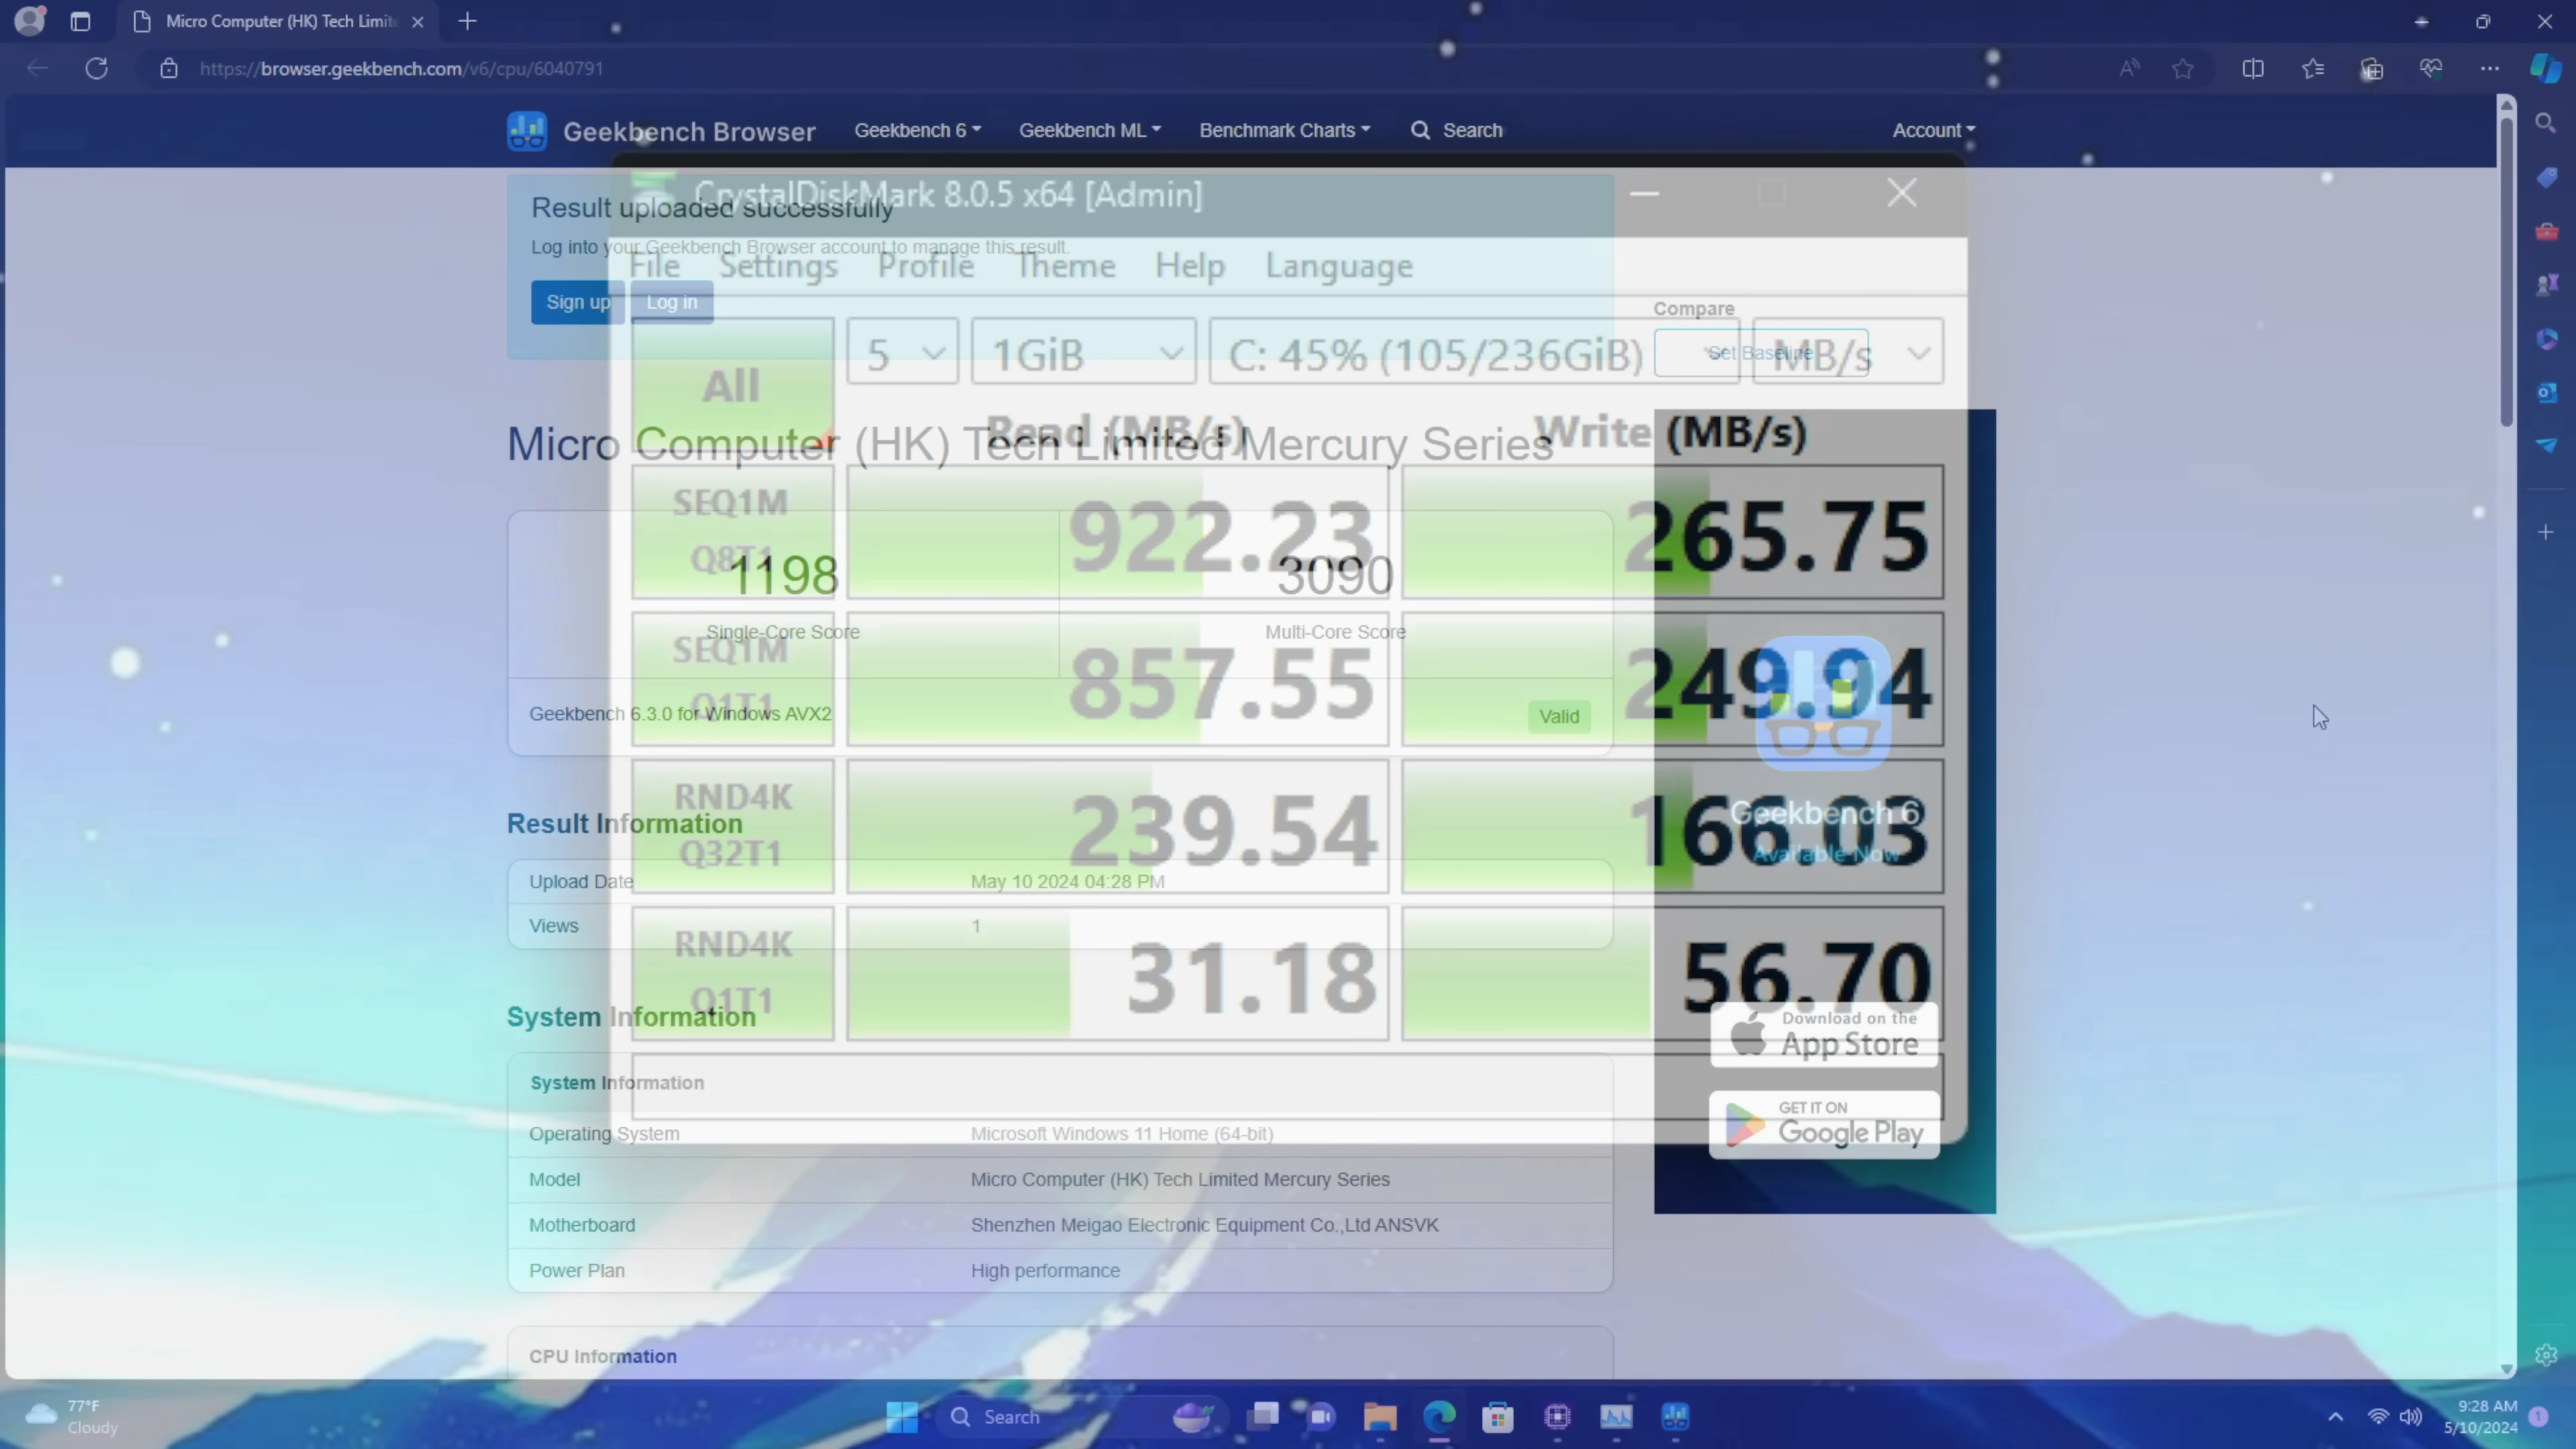 Micro Computer (HK) Tech Limite
https://browser.geekbench.com/v6/cpu/6040791
Geekbench Browser
Geekbench 6
Geekbench ML
Benchmark Charts
Search
Account
CrystalDiskMark 8.0.5 x64 [Admin]
Result uploaded successfully
Log into your Geekbench Browser account to manage this result.
File Settings Profile Theme Help Language
Sign up
Log in
Compare
Set Baseline
All
5
1GiB
C: 45% (105/236GiB)
MB/s
Read (MB/s)
Write (MB/s)
Micro Computer (HK) Tech Limited Mercury Series
SEQ1M
Q8T1
922.23
265.75
1198
Single-Core Score
3090
Multi-Core Score
SEQ1M
Q1T1
857.55
249.94
Geekbench 6.3.0 for Windows AVX2
Valid
RND4K
Q32T1
239.54
166.03
Geekbench 6
Available Now
Result Information
Upload Date
May 10 2024 04:28 PM
Views
1
RND4K
Q1T1
31.18
56.70
Download on the
App Store
GET IT ON
Google Play
System Information
System Information
Operating System
Microsoft Windows 11 Home (64-bit)
Model
Micro Computer (HK) Tech Limited Mercury Series
Motherboard
Shenzhen Meigao Electronic Equipment Co.,Ltd ANSVK
Power Plan
High performance
CPU Information
77°F
Cloudy
Search
9:28 AM
5/10/2024
1